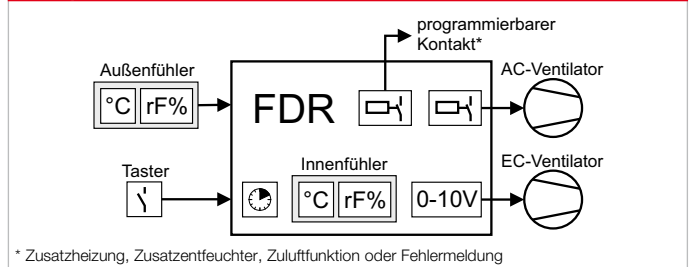 programmierbarer
Kontakt*
Außenfühler
AC-Ventilator
°C rF%
FDR
Taster
Innenfühler
EC-Ventilator
°C rF%
0-10V
* Zusatzheizung, Zusatzentfeuchter, Zuluftfunktion oder Fehlermeldung